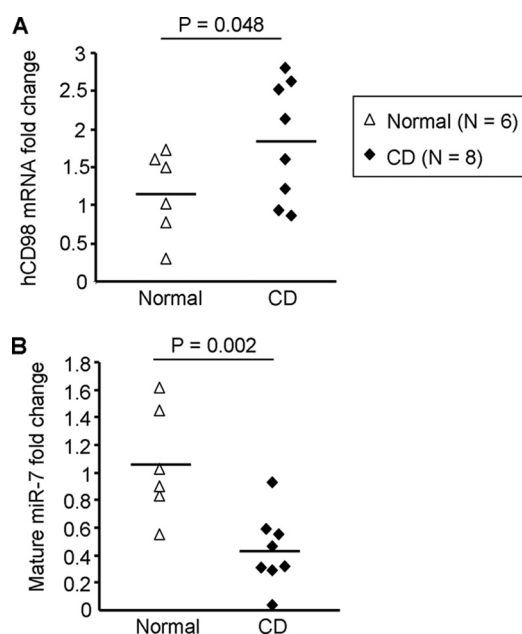 A
P = 0.048
hCD98 mRNA fold change
3
2.5
2
1.5
1
0.5
0
Normal
CD
Normal (N = 6)
CD (N = 8)
B
P = 0.002
Mature miR-7 fold change
1.8
1.6
1.4
1.2
1
0.8
0.6
0.4
0.2
0
Normal
CD